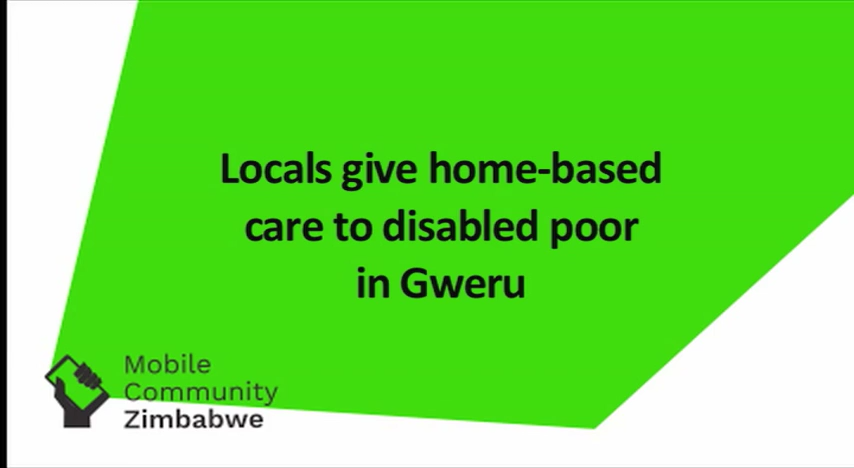 Locals give home-based
care to disabled poor
in Gweru
Mobile
Community
Zimbabwe